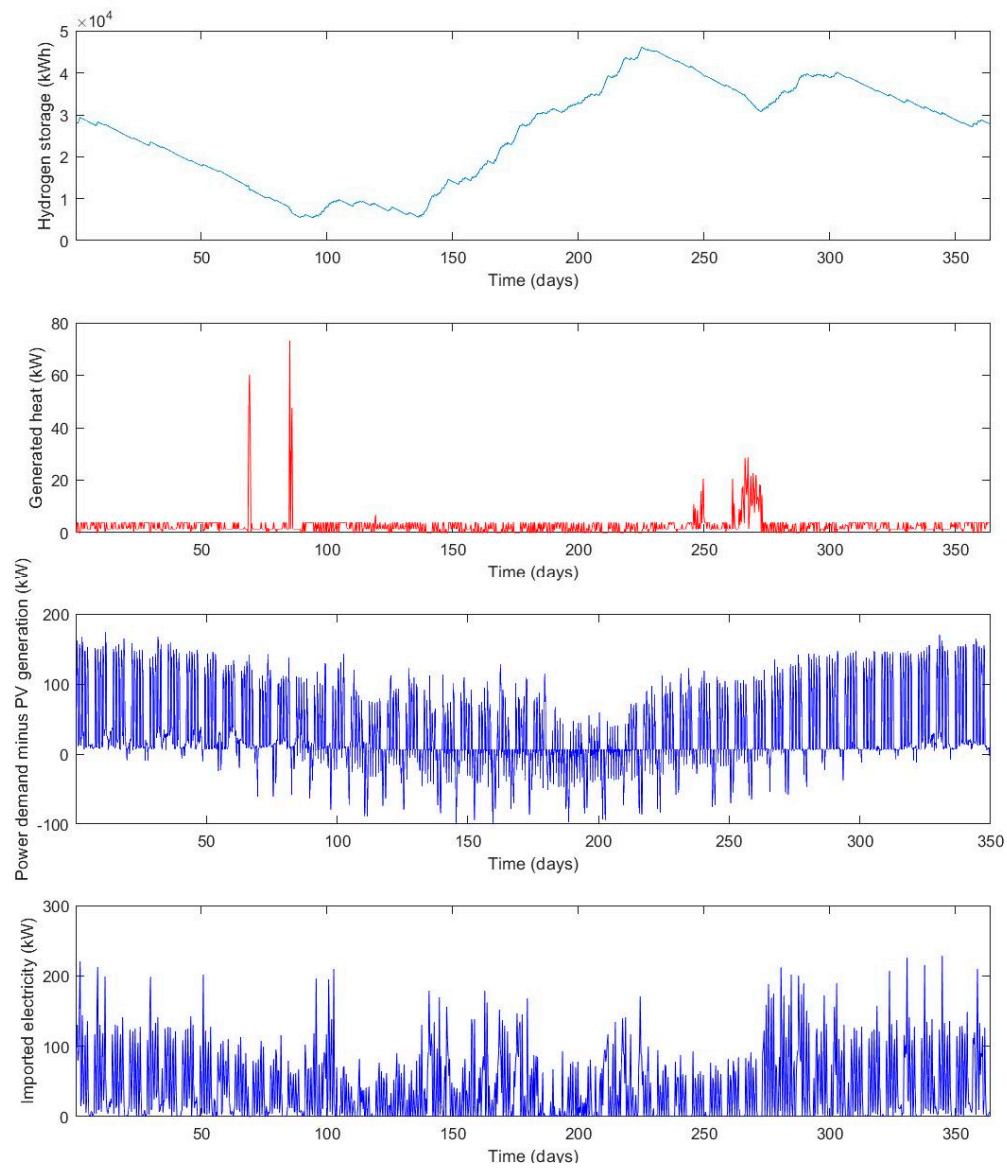 ×10⁴
5
4
3
2
1
0
Hydrogen storage (kWh)
50 100 150 200 250 300 350
Time (days)
80
60
40
20
0
Generated heat (kW)
50 100 150 200 250 300 350
Time (days)
200
100
0
-100
Power demand minus PV generation (kW)
50 100 150 200 250 300 350
Time (days)
300
200
100
0
Imported electricity (kW)
50 100 150 200 250 300 350
Time (days)